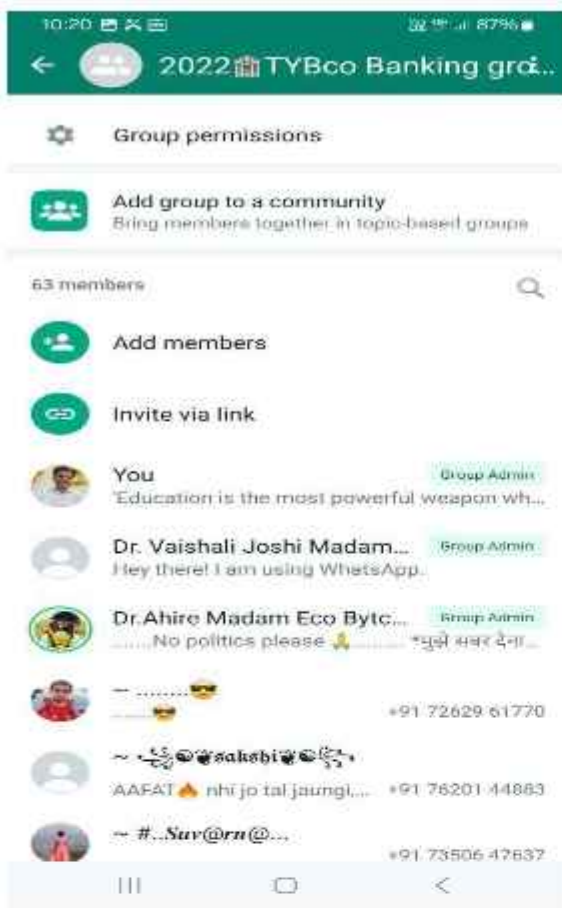 10:20 87%
2022🏥TYBco Banking gro...
Group permissions
Add group to a community
Bring members together in topic-based groups
63 members
Add members
Invite via link
You Group Admin
'Education is the most powerful weapon wh...
Dr. Vaishali Joshi Madam... Group Admin
Hey there! I am using WhatsApp.
Dr.Ahire Madam Eco Bytc... Group Admin
........No politics please 🙏.......... *मुझे सबर देना...
~ ........😎
......😎 +91 72629 61770
~ sakshi
AAFAT🔥 nhi jo tal jaungi,... +91 76201 44883
~ #..Suv@rn@...
+91 73506 47637